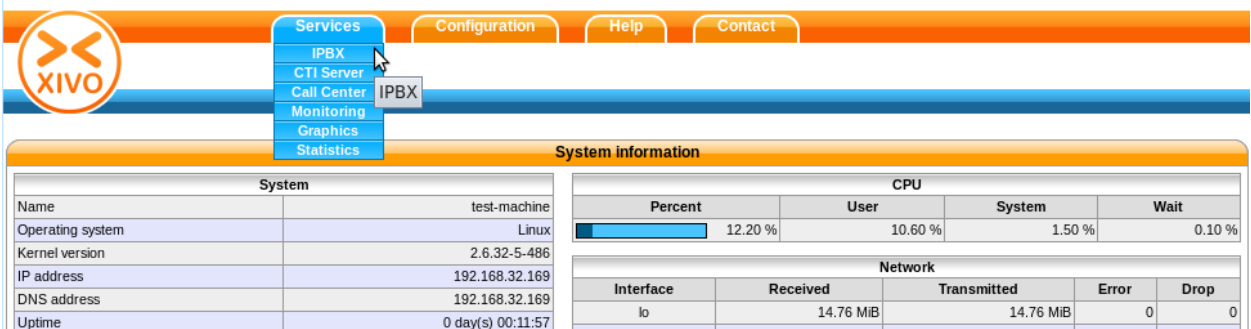 Services Configuration Help Contact
XIVO
IPBX
CTI Server
Call Center
IPBX
Monitoring
Graphics
Statistics
System information
System
Name test-machine
Operating system Linux
Kernel version 2.6.32-5-486
IP address 192.168.32.169
DNS address 192.168.32.169
Uptime 0 day(s) 00:11:57
CPU
Percent User System Wait
12.20 % 10.60 % 1.50 % 0.10 %
Network
Interface Received Transmitted Error Drop
lo 14.76 MiB 14.76 MiB 0 0